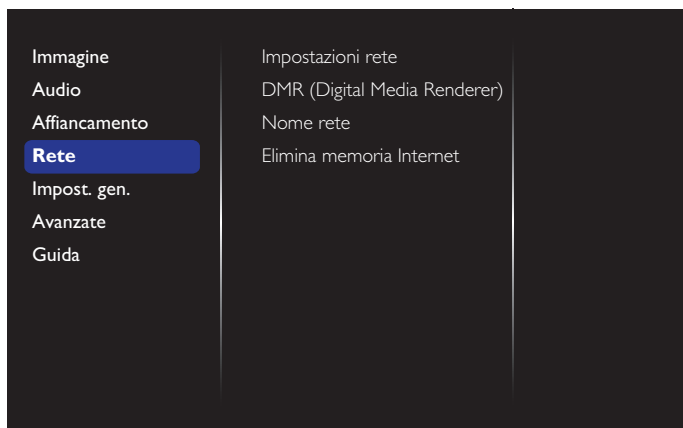 Immagine
Audio
Affiancamento
Rete
Impost. gen.
Avanzate
Guida
Impostazioni rete
DMR (Digital Media Renderer)
Nome rete
Elimina memoria Internet